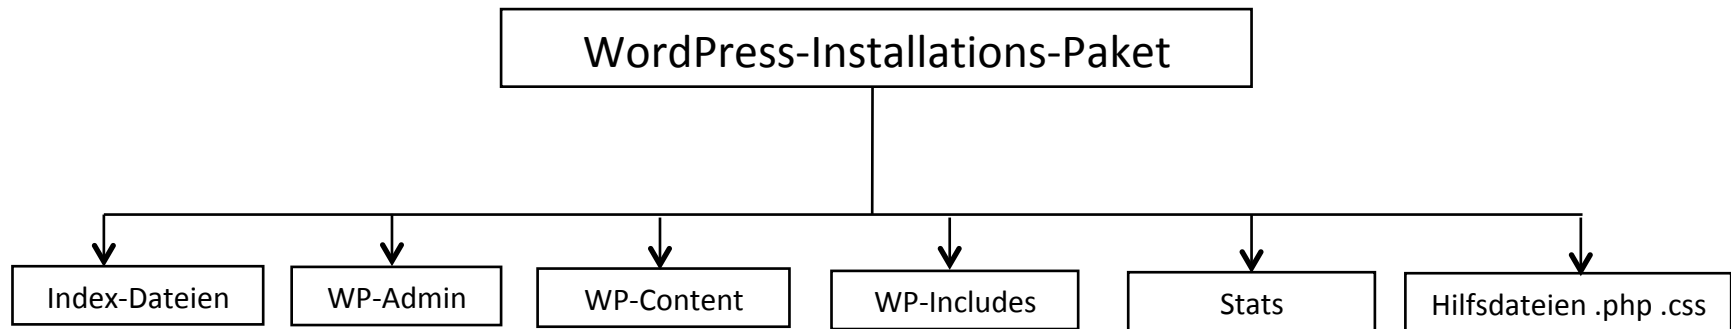 WordPress-Installations-Paket
Index-Dateien
WP-Admin
WP-Content
WP-Includes
Stats
Hilfsdateien .php .css